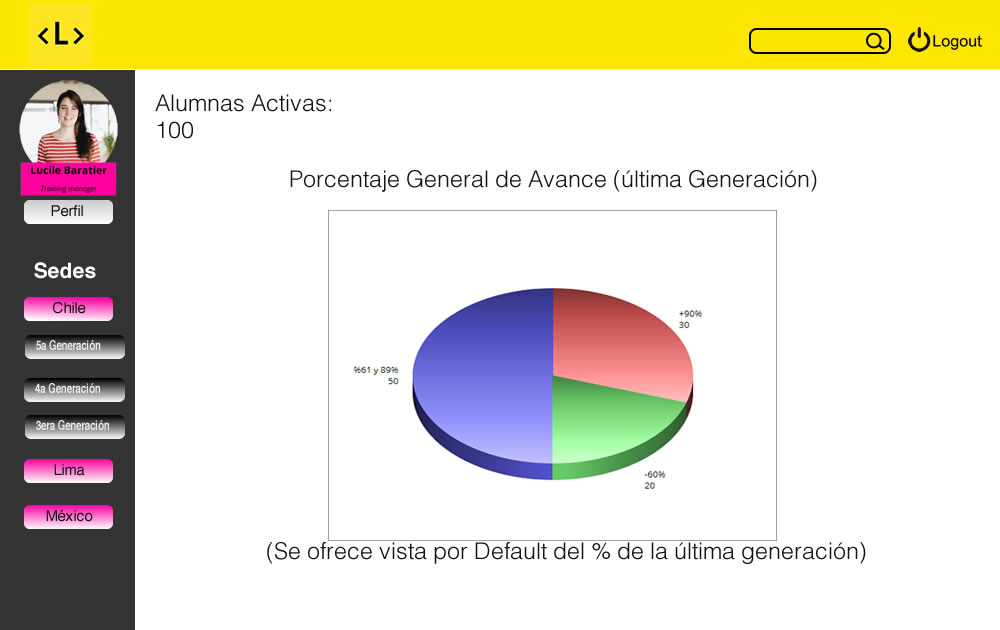 <L>
Logout
Lucile Baratier
Training manager
Perfil
Sedes
Chile
5a Generación
4a Generación
3era Generación
Lima
México
Alumnas Activas:
100
Porcentaje General de Avance (última Generación)
+90%
30
%61 y 89%
50
-60%
20
(Se ofrece vista por Default del % de la última generación)